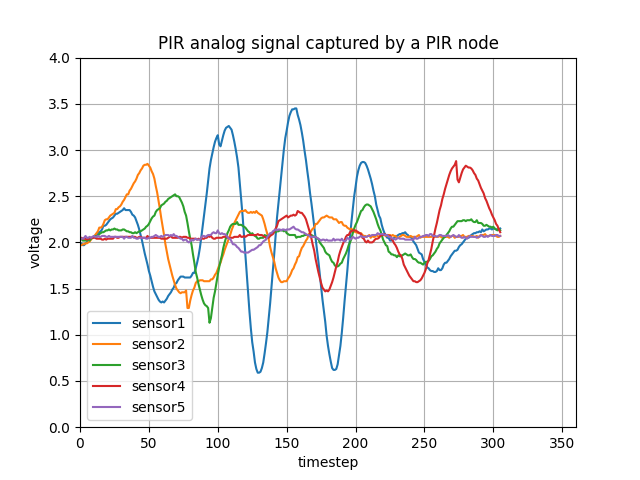 PIR analog signal captured by a PIR node
4.0
3.5
3.0
2.5
2.0
1.5
1.0
0.5
0.0
voltage
sensor1
sensor2
sensor3
sensor4
sensor5
0 50 100 150 200 250 300 350
timestep